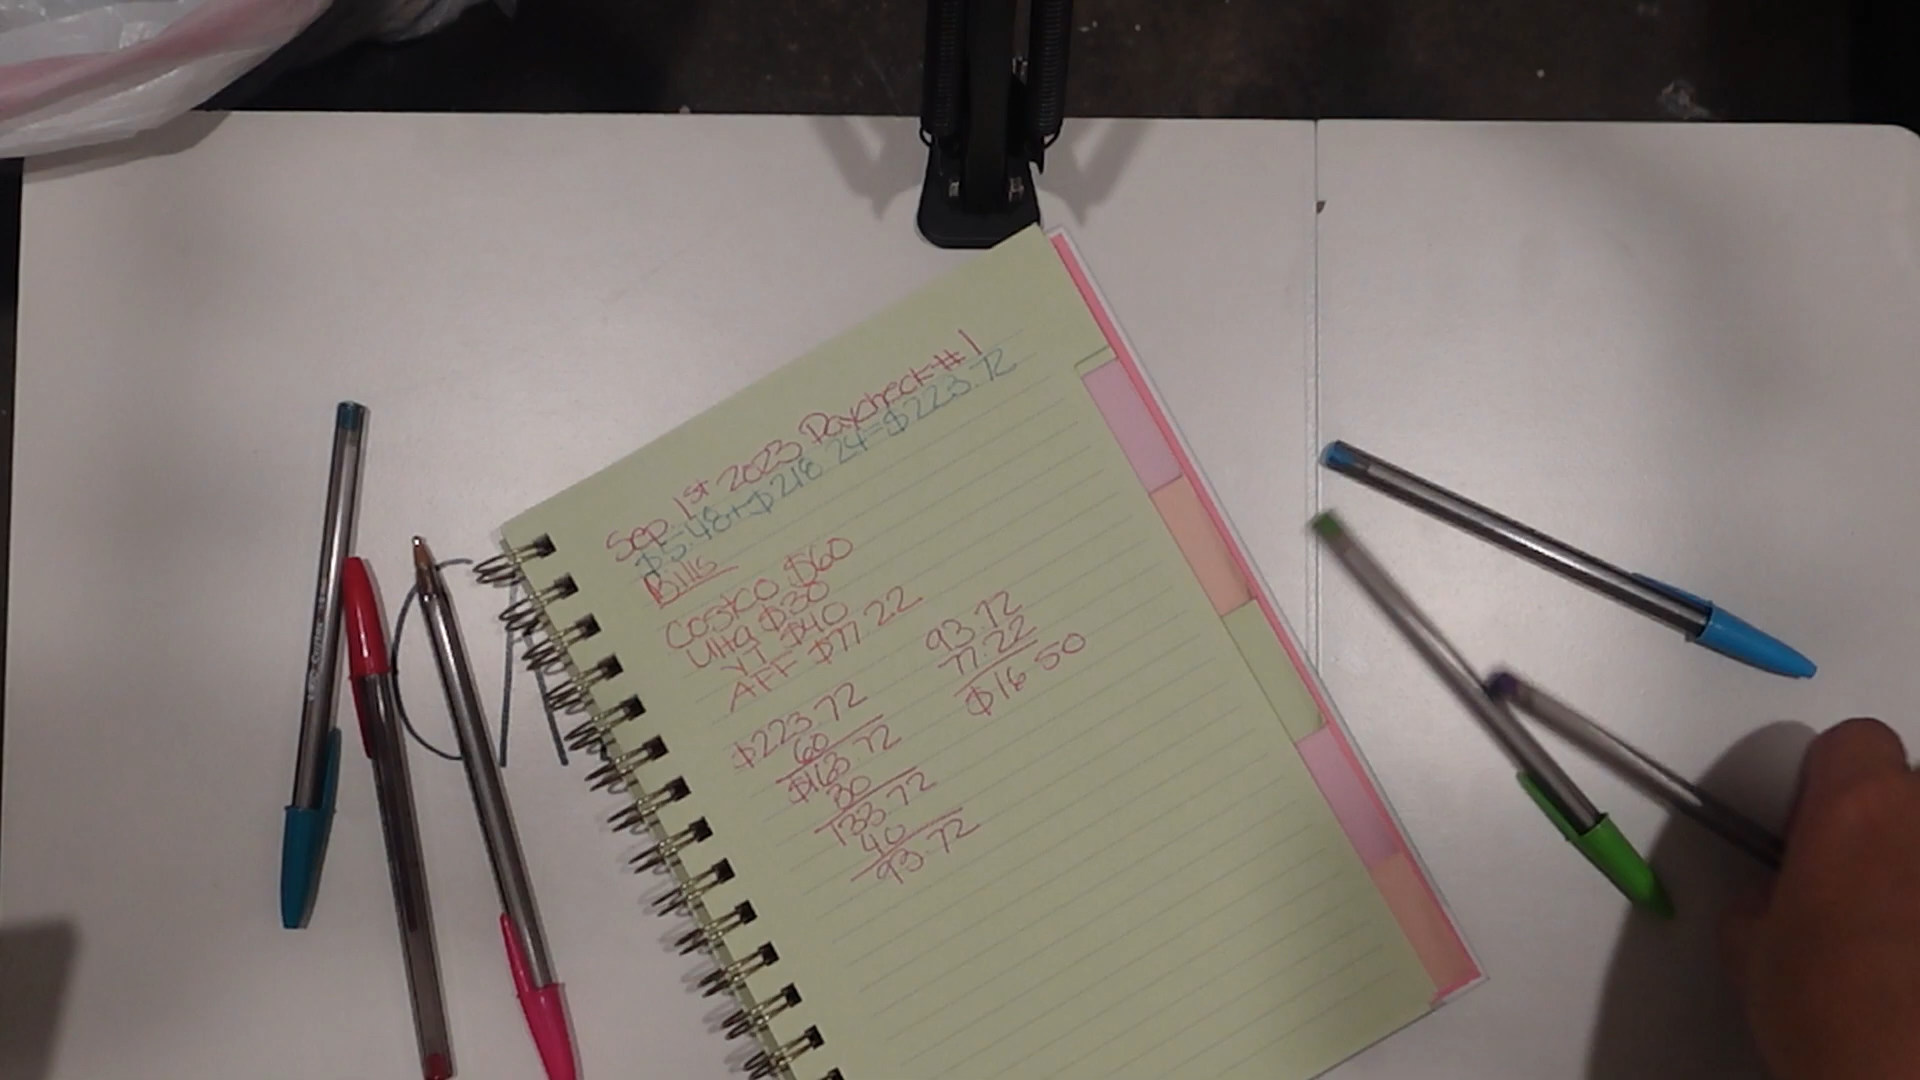 Sep 1st 2023 Paycheck #1
$5.48 + $218.24 = $223.72
Bills
Costco $60
Ulta $30
YT $40
AFF $77.22
$223.72
60
$163.72
30
133.72
40
93.72
93.72
77.22
$16.50